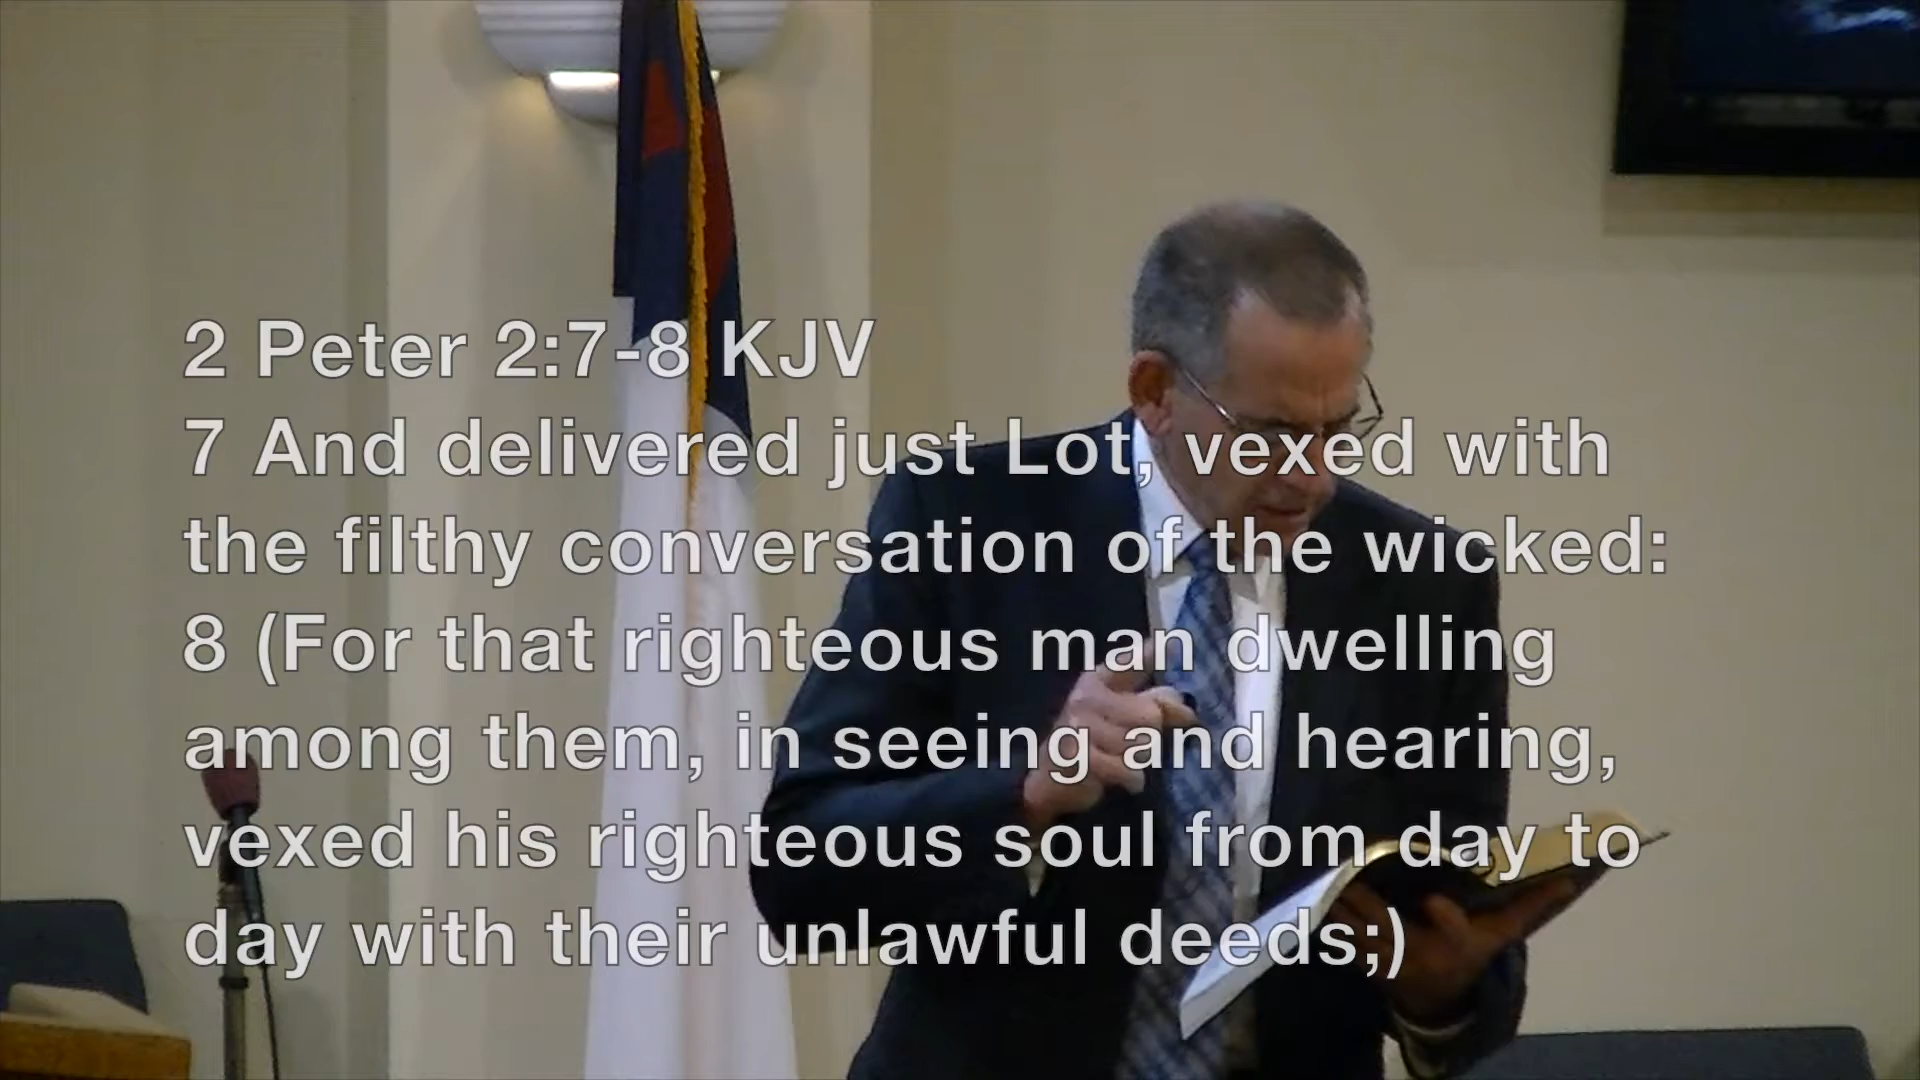 2 Peter 2:7-8 KJV
7 And delivered just Lot, vexed with
the filthy conversation of the wicked:
8 (For that righteous man dwelling
among them, in seeing and hearing,
vexed his righteous soul from day to
day with their unlawful deeds;)